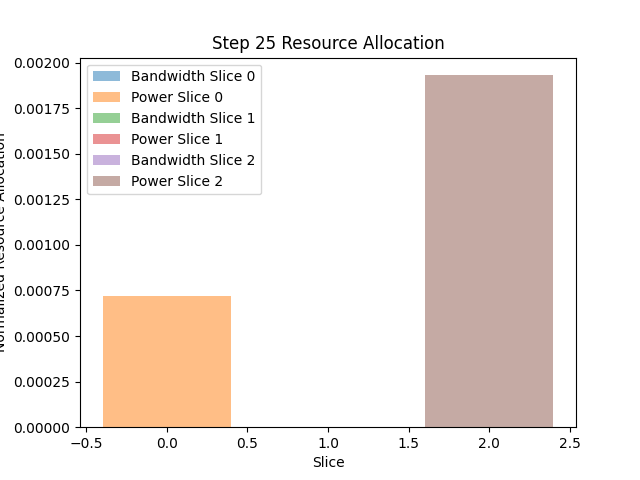 Step 25 Resource Allocation
Normalized Resource Allocation
0.00200
0.00175
0.00150
0.00125
0.00100
0.00075
0.00050
0.00025
0.00000
Bandwidth Slice 0
Power Slice 0
Bandwidth Slice 1
Power Slice 1
Bandwidth Slice 2
Power Slice 2
−0.5 0.0 0.5 1.0 1.5 2.0 2.5
Slice